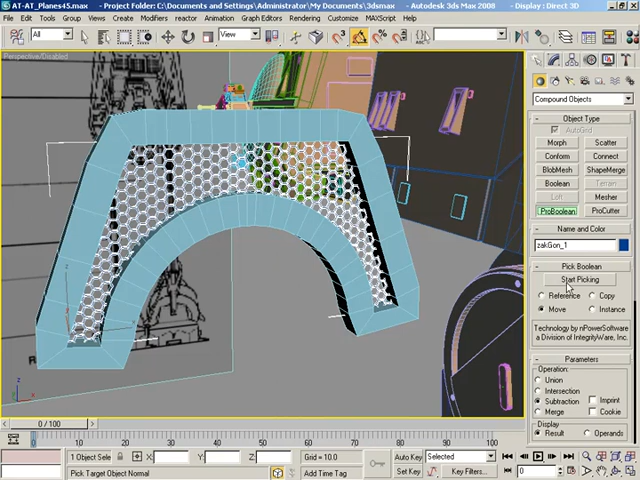 AT-AT_Planes45.max - Project Folder: C:\Documents and Settings\Administrator\My Documents\3dsmax - Autodesk 3ds Max 2008 - Display : Direct 3D
File Edit Tools Group Views Create Modifiers reactor Animation Graph Editors Rendering Customize MAXScript Help
All View
Perspective/Disabled
Compound Objects
Object Type
AutoGrid
Morph Scatter
Conform Connect
BlobMesh ShapeMerge
Boolean Terrain
Loft Mesher
ProBoolean ProCutter
Name and Color
zakGon_1
Pick Boolean
Start Picking
Reference Copy
Move Instance
Technology by nPowerSoftware
a Division of IntegrityWare, Inc.
Parameters
Operation:
Union
Intersection
Subtraction Imprint
Merge Cookie
Display
Result Operands
0 / 100
0 10 20 30 40 50 60 70 80 90 100
1 Object Sele X: Y: Z: Grid = 10.0 Auto Key Selected
Pick Target Object Normal Add Time Tag Set Key Key Filters... 0